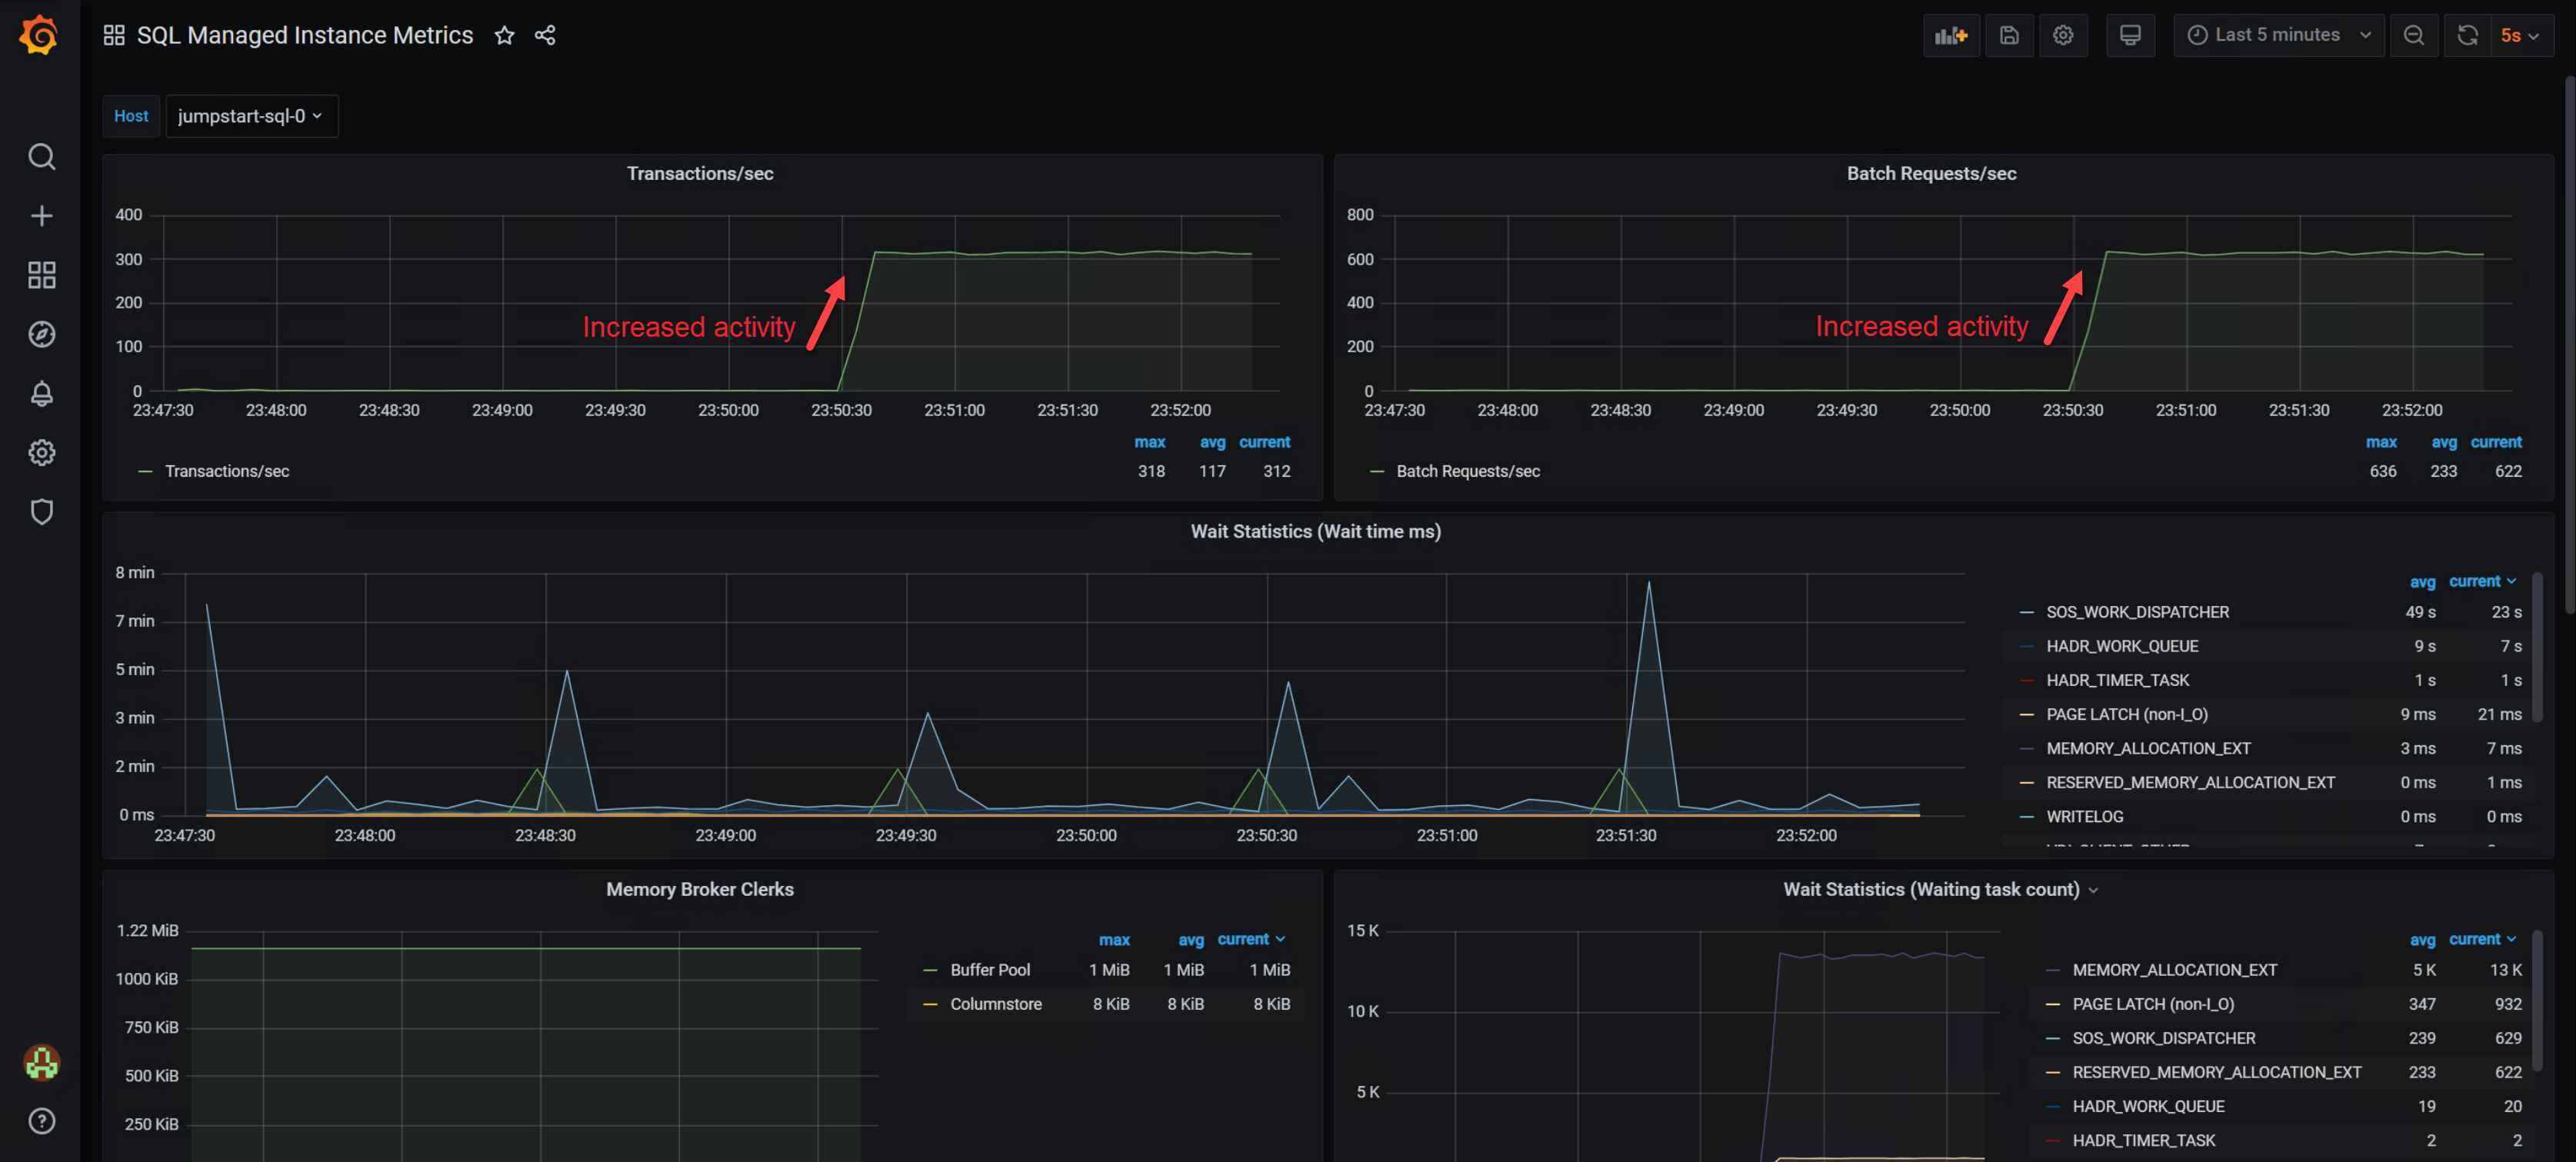 SQL Managed Instance Metrics
Last 5 minutes
5s
Host
jumpstart-sql-0
Transactions/sec
400
300
200
100
0
Increased activity
23:47:30 23:48:00 23:48:30 23:49:00 23:49:30 23:50:00 23:50:30 23:51:00 23:51:30 23:52:00
max avg current
Transactions/sec 318 117 312
Batch Requests/sec
800
600
400
200
0
Increased activity
23:47:30 23:48:00 23:48:30 23:49:00 23:49:30 23:50:00 23:50:30 23:51:00 23:51:30 23:52:00
max avg current
Batch Requests/sec 636 233 622
Wait Statistics (Wait time ms)
8 min
7 min
5 min
3 min
2 min
0 ms
23:47:30 23:48:00 23:48:30 23:49:00 23:49:30 23:50:00 23:50:30 23:51:00 23:51:30 23:52:00
avg current
SOS_WORK_DISPATCHER 49 s 23 s
HADR_WORK_QUEUE 9 s 7 s
HADR_TIMER_TASK 1 s 1 s
PAGE LATCH (non-I_O) 9 ms 21 ms
MEMORY_ALLOCATION_EXT 3 ms 7 ms
RESERVED_MEMORY_ALLOCATION_EXT 0 ms 1 ms
WRITELOG 0 ms 0 ms
Memory Broker Clerks
1.22 MiB
1000 KiB
750 KiB
500 KiB
250 KiB
max avg current
Buffer Pool 1 MiB 1 MiB 1 MiB
Columnstore 8 KiB 8 KiB 8 KiB
Wait Statistics (Waiting task count)
15 K
10 K
5 K
avg current
MEMORY_ALLOCATION_EXT 5 K 13 K
PAGE LATCH (non-I_O) 347 932
SOS_WORK_DISPATCHER 239 629
RESERVED_MEMORY_ALLOCATION_EXT 233 622
HADR_WORK_QUEUE 19 20
HADR_TIMER_TASK 2 2